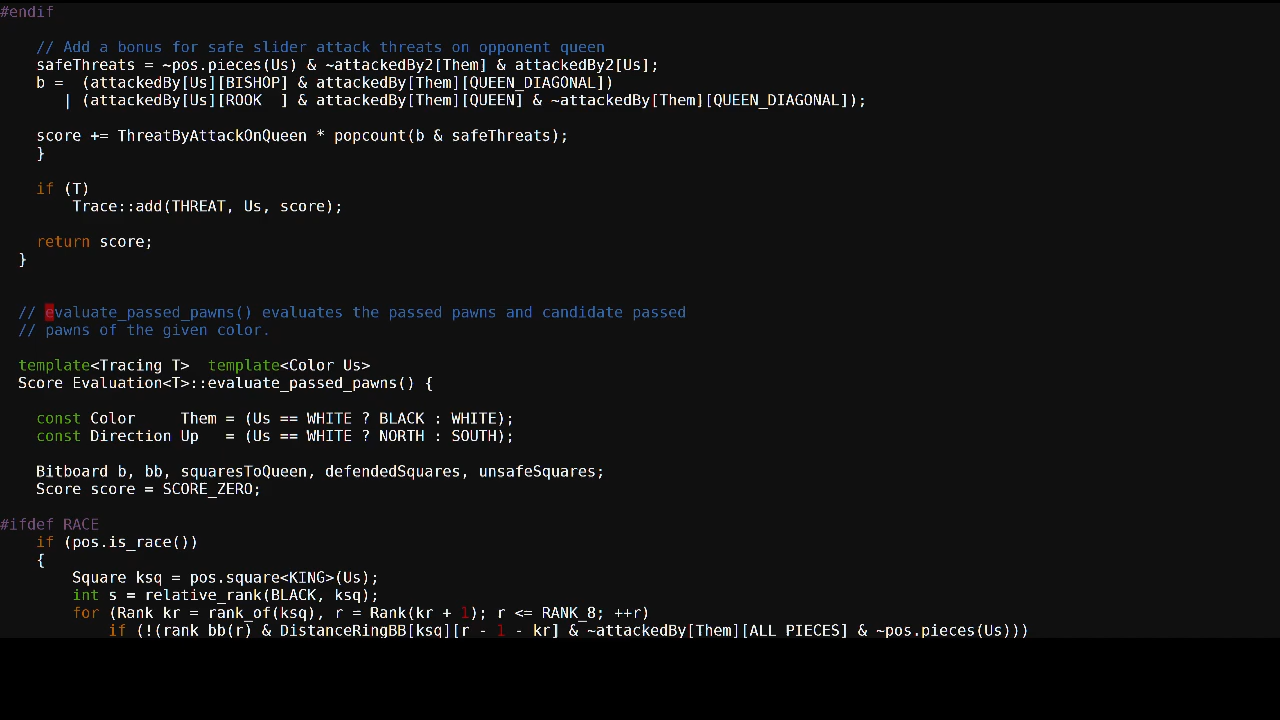 #endif
// Add a bonus for safe slider attack threats on opponent queen
safeThreats = ~pos.pieces(Us) & ~attackedBy2[Them] & attackedBy2[Us];
b =  (attackedBy[Us][BISHOP] & attackedBy[Them][QUEEN_DIAGONAL])
| (attackedBy[Us][ROOK  ] & attackedBy[Them][QUEEN] & ~attackedBy[Them][QUEEN_DIAGONAL]);
score += ThreatByAttackOnQueen * popcount(b & safeThreats);
}
if (T)
Trace::add(THREAT, Us, score);
return score;
}
// evaluate_passed_pawns() evaluates the passed pawns and candidate passed
// pawns of the given color.
template<Tracing T>  template<Color Us>
Score Evaluation<T>::evaluate_passed_pawns() {
const Color     Them = (Us == WHITE ? BLACK : WHITE);
const Direction Up   = (Us == WHITE ? NORTH : SOUTH);
Bitboard b, bb, squaresToQueen, defendedSquares, unsafeSquares;
Score score = SCORE_ZERO;
#ifdef RACE
if (pos.is_race())
{
Square ksq = pos.square<KING>(Us);
int s = relative_rank(BLACK, ksq);
for (Rank kr = rank_of(ksq), r = Rank(kr + 1); r <= RANK_8; ++r)
if (!(rank_bb(r) & DistanceRingBB[ksq][r - 1 - kr] & ~attackedBy[Them][ALL_PIECES] & ~pos.pieces(Us)))